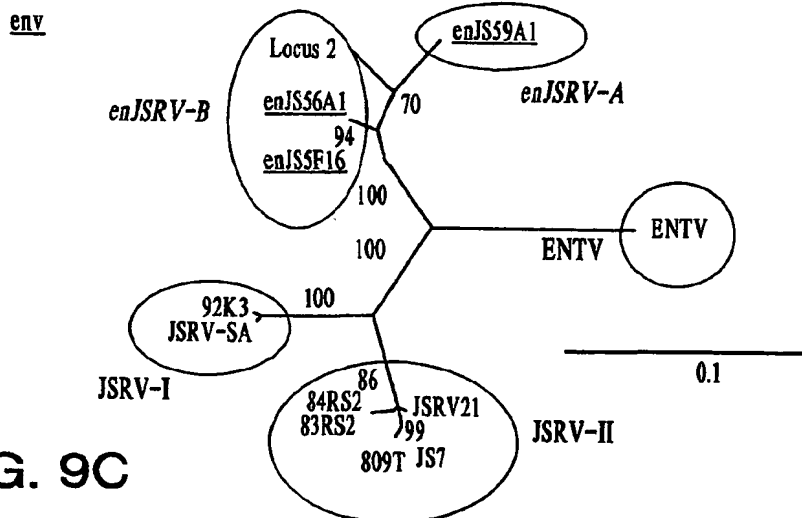 env
Locus 2
enJS59A1
enJSRV-B
enJS56A1
70
enJSRV-A
94
enJS5F16
100
100
ENTV
ENTV
92K3
100
JSRV-SA
0.1
JSRV-I
86
84RS2
JSRV21
83RS2
99
JSRV-II
809T JS7
G. 9C